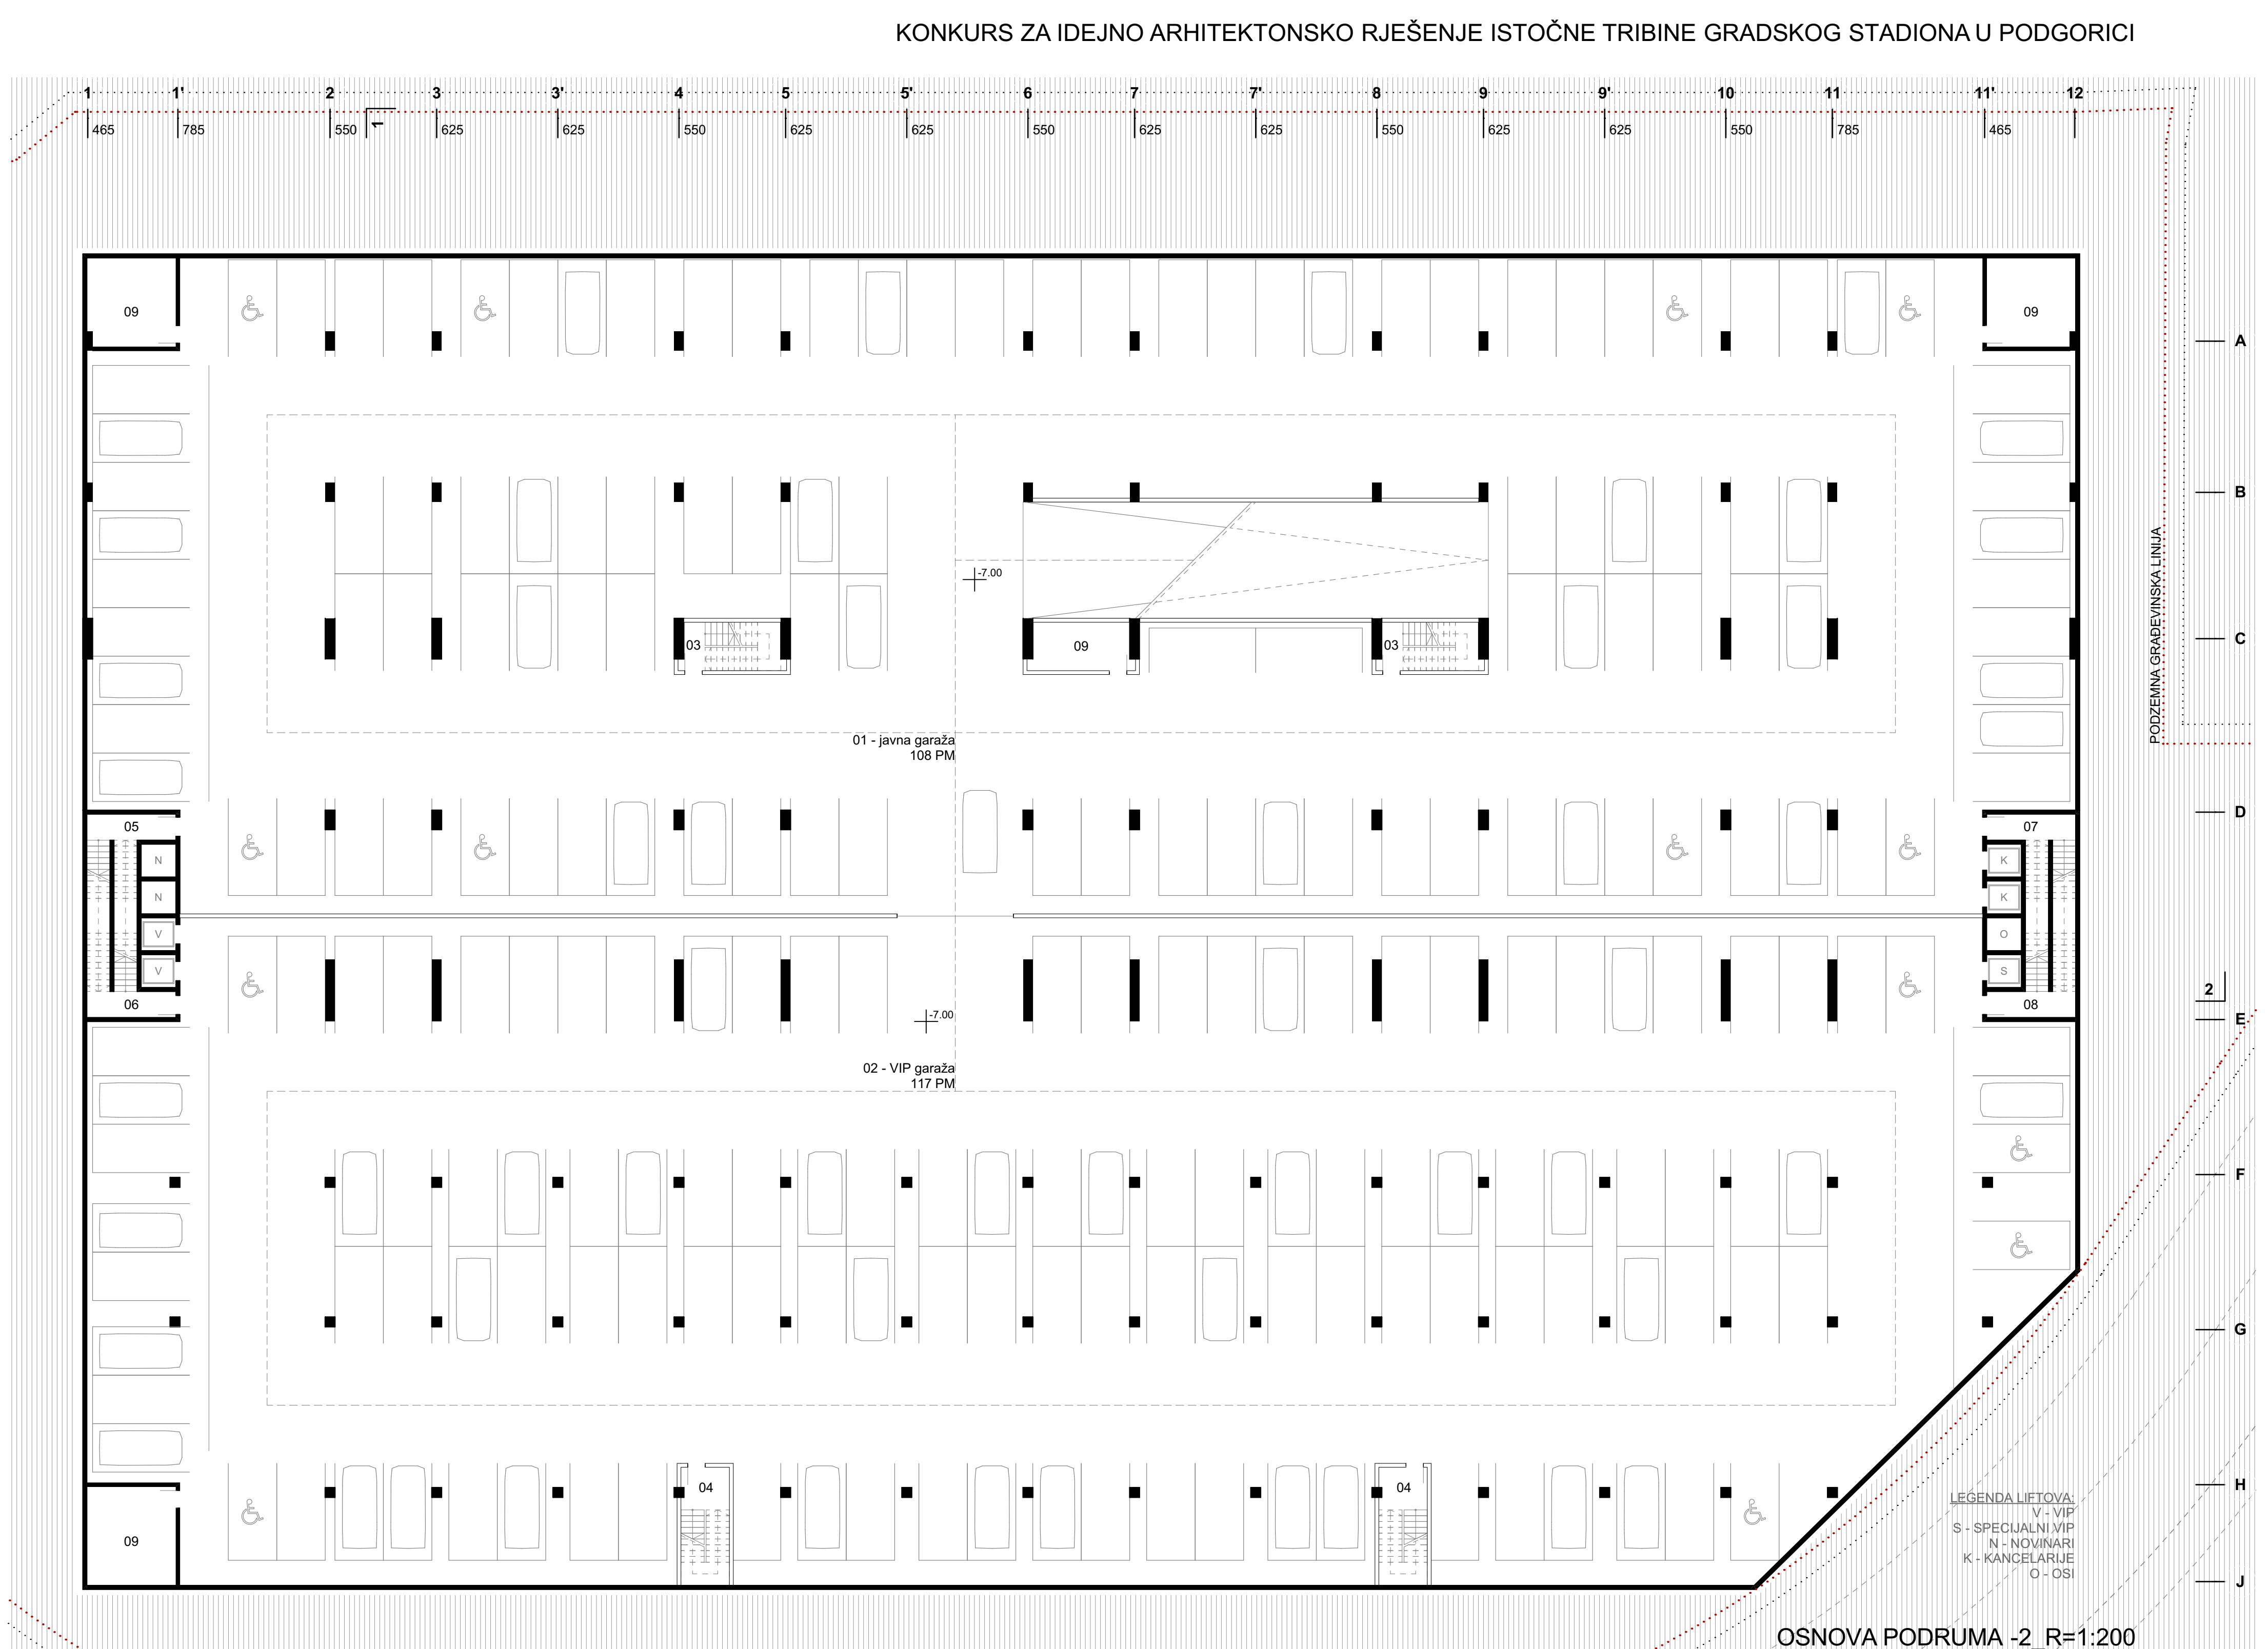 KONKURS ZA IDEJNO ARHITEKTONSKO RJEŠENJE ISTOČNE TRIBINE GRADSKOG STADIONA U PODGORICI
1 1' 2 3 3' 4 5 5' 6 7 7' 8 9 9' 10 11 11' 12
1
465 785 550 625 625 550 625 625 550 625 625 550 625 625 550 785 465
09 09
A
B
PODZEMNA GRAĐEVINSKA LINIJA
-7.00
03 09 03
C
01 - javna garaža
108 PM
D
05 07
N K
N K
V O
V S
2
06 08
-7.00
E
02 - VIP garaža
117 PM
F
G
H
04 04
09
LEGENDA LIFTOVA:
V - VIP
S - SPECIJALNI VIP
N - NOVINARI
K - KANCELARIJE
O - OSI
J
OSNOVA PODRUMA -2_R=1:200